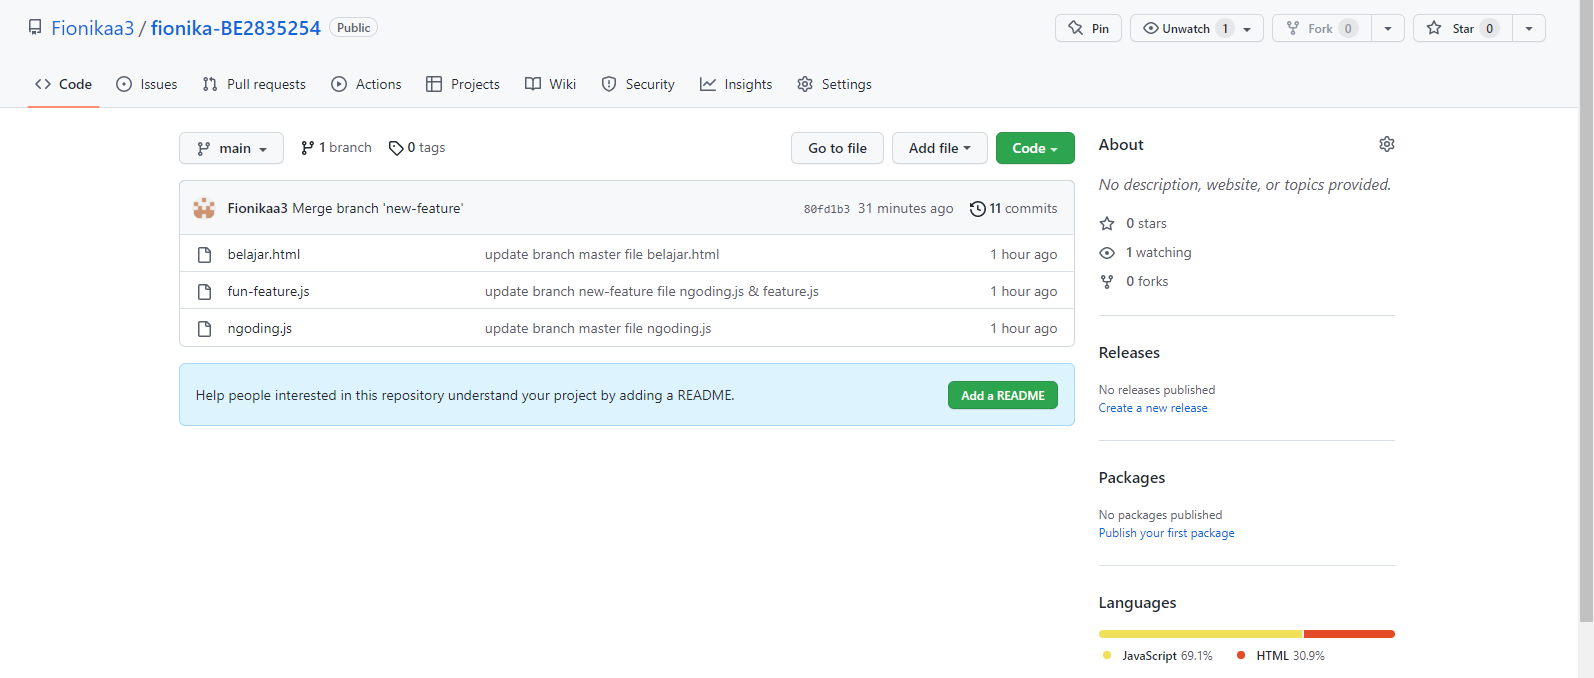 Fionikaa3 / fionika-BE2835254 Public Pin Unwatch 1 Fork 0 Star 0
Code Issues Pull requests Actions Projects Wiki Security Insights Settings
main 1 branch 0 tags Go to file Add file Code
Fionikaa3 Merge branch 'new-feature' 80fd1b3 31 minutes ago 11 commits
belajar.html update branch master file belajar.html 1 hour ago
fun-feature.js update branch new-feature file ngoding.js & feature.js 1 hour ago
ngoding.js update branch master file ngoding.js 1 hour ago
Help people interested in this repository understand your project by adding a README. Add a README
About
No description, website, or topics provided.
0 stars
1 watching
0 forks
Releases
No releases published
Create a new release
Packages
No packages published
Publish your first package
Languages
JavaScript 69.1% HTML 30.9%